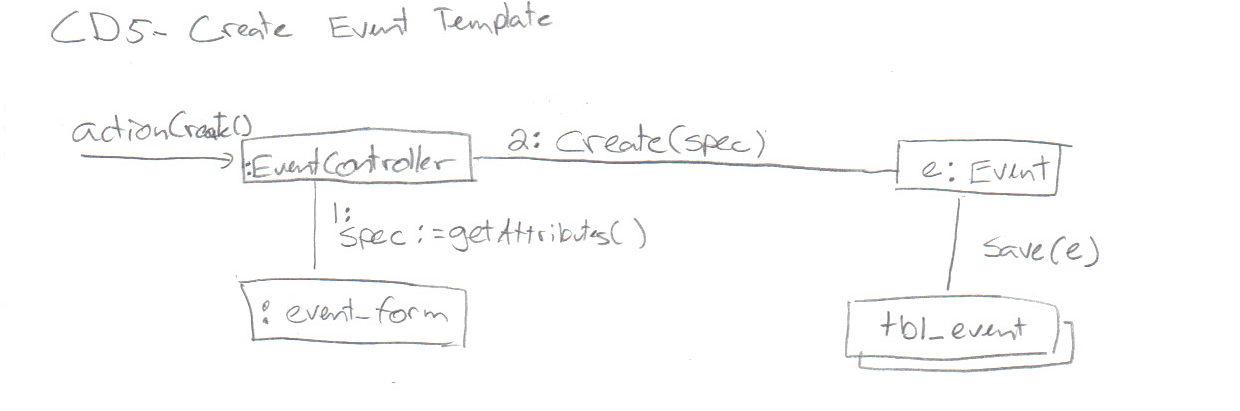 CD5- Create Event Template
actionCreate()
:EventController
2: Create(spec)
e: Event
1:
spec := getAttributes()
save(e)
: event_form
tbl_event